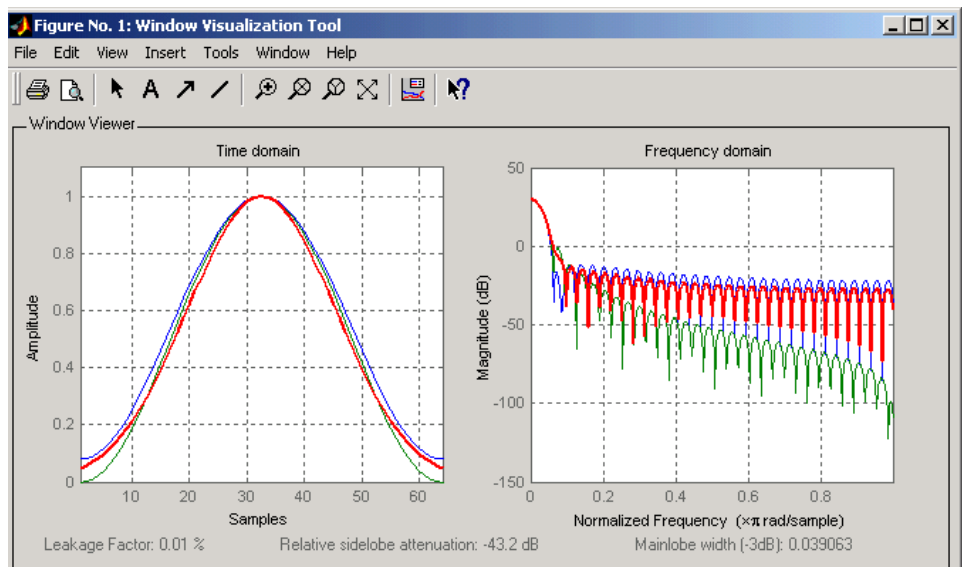 Figure No. 1: Window Visualization Tool
File Edit View Insert Tools Window Help
A
Window Viewer
Time domain
Amplitude
1
0.8
0.6
0.4
0.2
0
10 20 30 40 50 60
Samples
Frequency domain
Magnitude (dB)
50
0
-50
-100
-150
0 0.2 0.4 0.6 0.8
Normalized Frequency (×π rad/sample)
Leakage Factor: 0.01 % Relative sidelobe attenuation: -43.2 dB Mainlobe width (-3dB): 0.039063